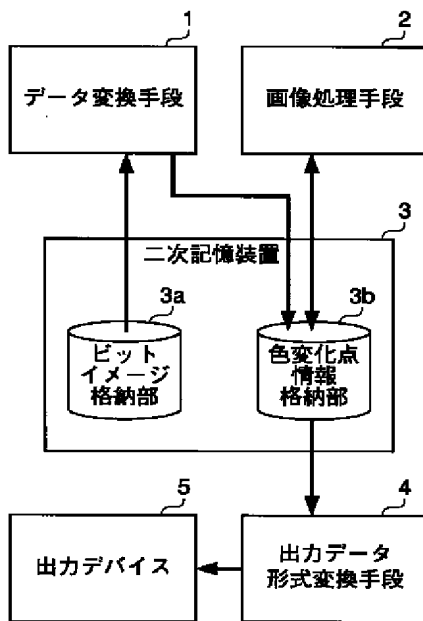 1
データ変換手段
2
画像処理手段
3
二次記憶装置
3a
ビット
イメージ
格納部
3b
色変化点
情報
格納部
5
出力デバイス
4
出力データ
形式変換手段